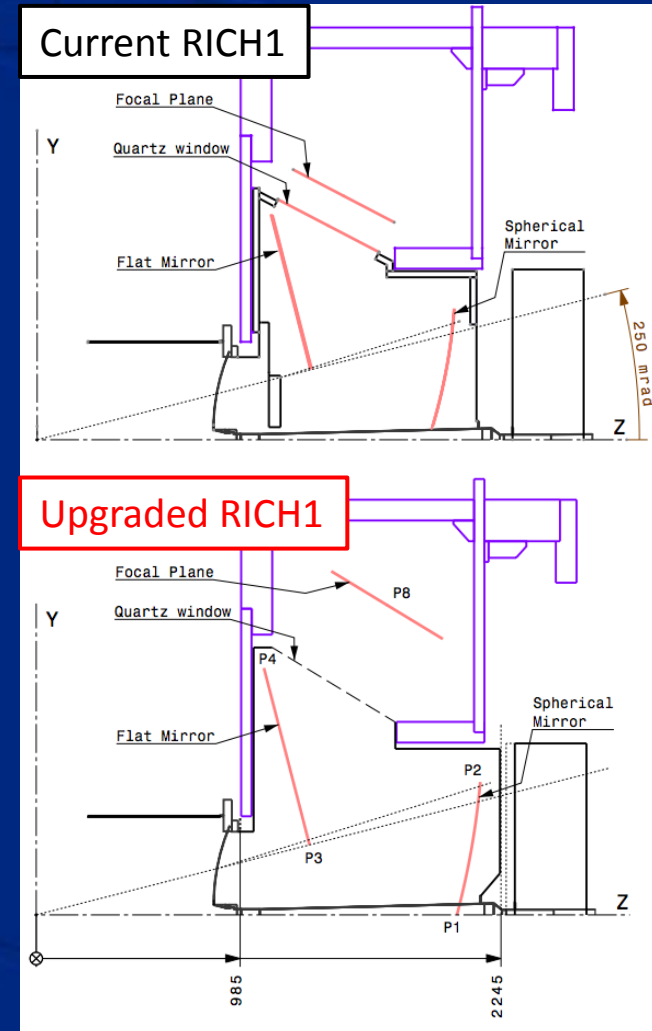 Current RICH1
Focal Plane
Y
Quartz window
Spherical
Mirror
Flat Mirror
250 mrad
Z
Upgraded RICH1
Focal Plane
P8
Quartz window
Y
P4
Spherical
Mirror
Flat Mirror
P2
P3
Z
P1
985
2245